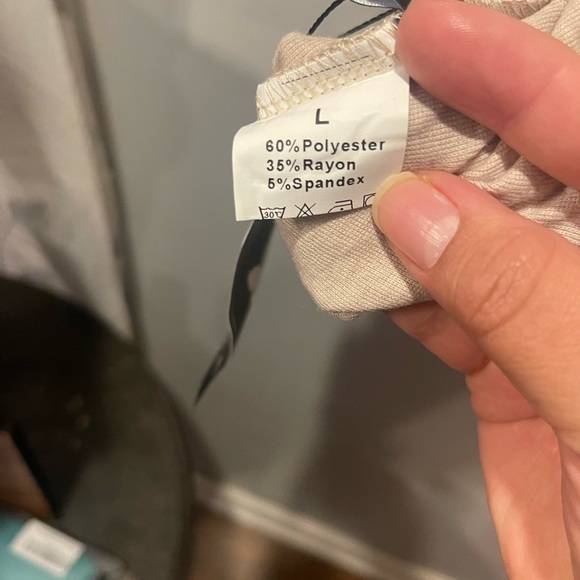 L
60%Polyester
35%Rayon
5%Spandex
30℃